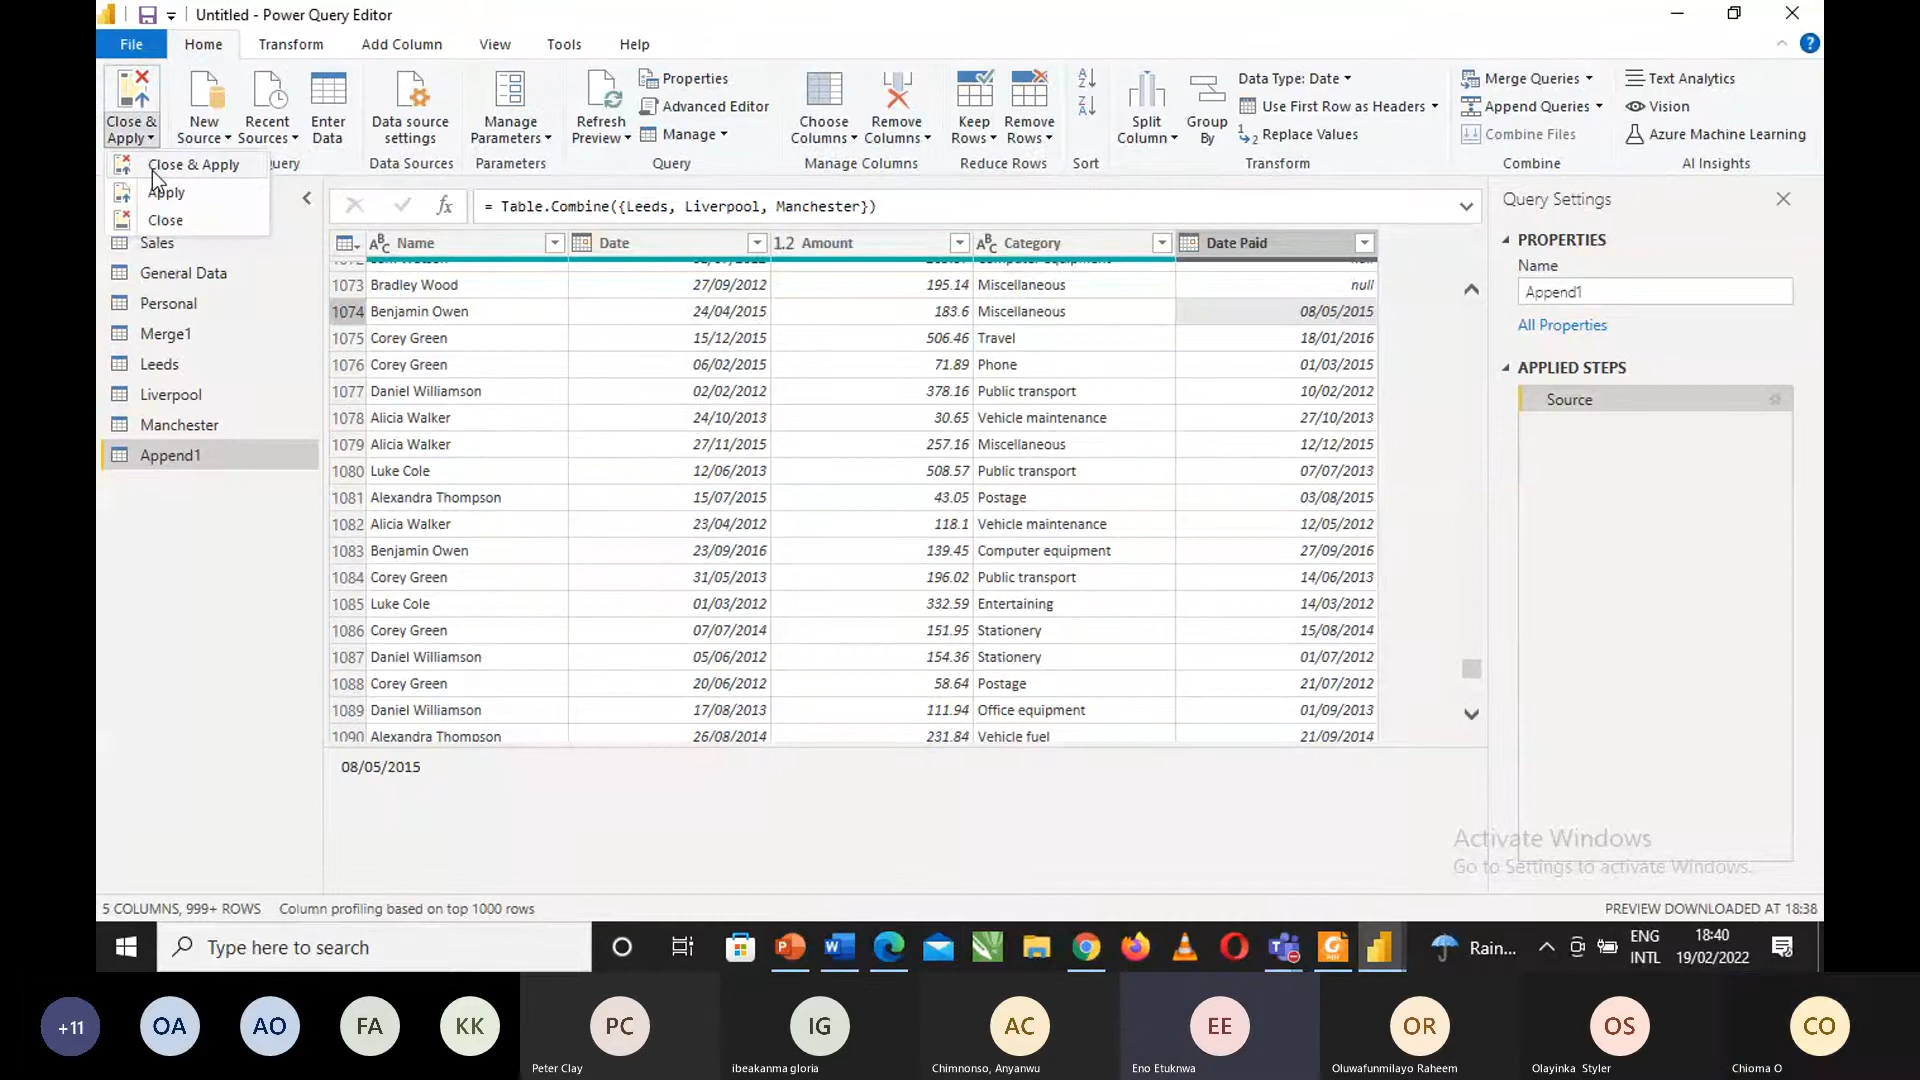 Untitled - Power Query Editor
File Home Transform Add Column View Tools Help
Close & Apply
New Source
Recent Sources
Enter Data
Data source settings
Manage Parameters
Refresh Preview
Properties
Advanced Editor
Manage
Choose Columns
Remove Columns
Keep Rows
Remove Rows
Split Column
Group By
Data Type: Date
Use First Row as Headers
1→2 Replace Values
Merge Queries
Append Queries
Combine Files
Text Analytics
Vision
Azure Machine Learning
Data Sources Parameters Query Manage Columns Reduce Rows Sort Transform Combine AI Insights
Close & Apply
Apply
Close
Sales
General Data
Personal
Merge1
Leeds
Liverpool
Manchester
Append1
fx = Table.Combine({Leeds, Liverpool, Manchester})
ABC Name Date 1.2 Amount ABC Category Date Paid
1073 Bradley Wood 27/09/2012 195.14 Miscellaneous null
1074 Benjamin Owen 24/04/2015 183.6 Miscellaneous 08/05/2015
1075 Corey Green 15/12/2015 506.46 Travel 18/01/2016
1076 Corey Green 06/02/2015 71.89 Phone 01/03/2015
1077 Daniel Williamson 02/02/2012 378.16 Public transport 10/02/2012
1078 Alicia Walker 24/10/2013 30.65 Vehicle maintenance 27/10/2013
1079 Alicia Walker 27/11/2015 257.16 Miscellaneous 12/12/2015
1080 Luke Cole 12/06/2013 508.57 Public transport 07/07/2013
1081 Alexandra Thompson 15/07/2015 43.05 Postage 03/08/2015
1082 Alicia Walker 23/04/2012 118.1 Vehicle maintenance 12/05/2012
1083 Benjamin Owen 23/09/2016 139.45 Computer equipment 27/09/2016
1084 Corey Green 31/05/2013 196.02 Public transport 14/06/2013
1085 Luke Cole 01/03/2012 332.59 Entertaining 14/03/2012
1086 Corey Green 07/07/2014 151.95 Stationery 15/08/2014
1087 Daniel Williamson 05/06/2012 154.36 Stationery 01/07/2012
1088 Corey Green 20/06/2012 58.64 Postage 21/07/2012
1089 Daniel Williamson 17/08/2013 111.94 Office equipment 01/09/2013
1090 Alexandra Thompson 26/08/2014 231.84 Vehicle fuel 21/09/2014
08/05/2015
Query Settings
PROPERTIES
Name
Append1
All Properties
APPLIED STEPS
Source
Activate Windows
Go to Settings to activate Windows.
5 COLUMNS, 999+ ROWS Column profiling based on top 1000 rows
PREVIEW DOWNLOADED AT 18:38
Type here to search
Rain...
ENG
INTL
18:40
19/02/2022
+11 OA AO FA KK PC IG AC EE OR OS CO
Peter Clay ibeakanma gloria Chimnonso, Anyanwu Eno Etuknwa Oluwafunmilayo Raheem Olayinka Styler Chioma O